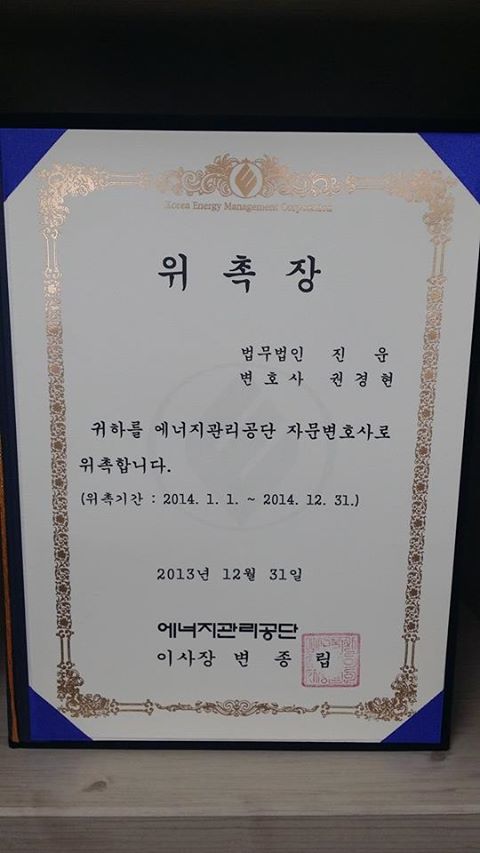 Korea Energy Management Corporation
위 촉 장
법무법인 진 운
변호사 권경현
귀하를 에너지관리공단 자문변호사로
위촉합니다.
(위촉기간 : 2014. 1. 1. ~ 2014. 12. 31.)
2013년 12월 31일
에너지관리공단
이사장 변 종 립